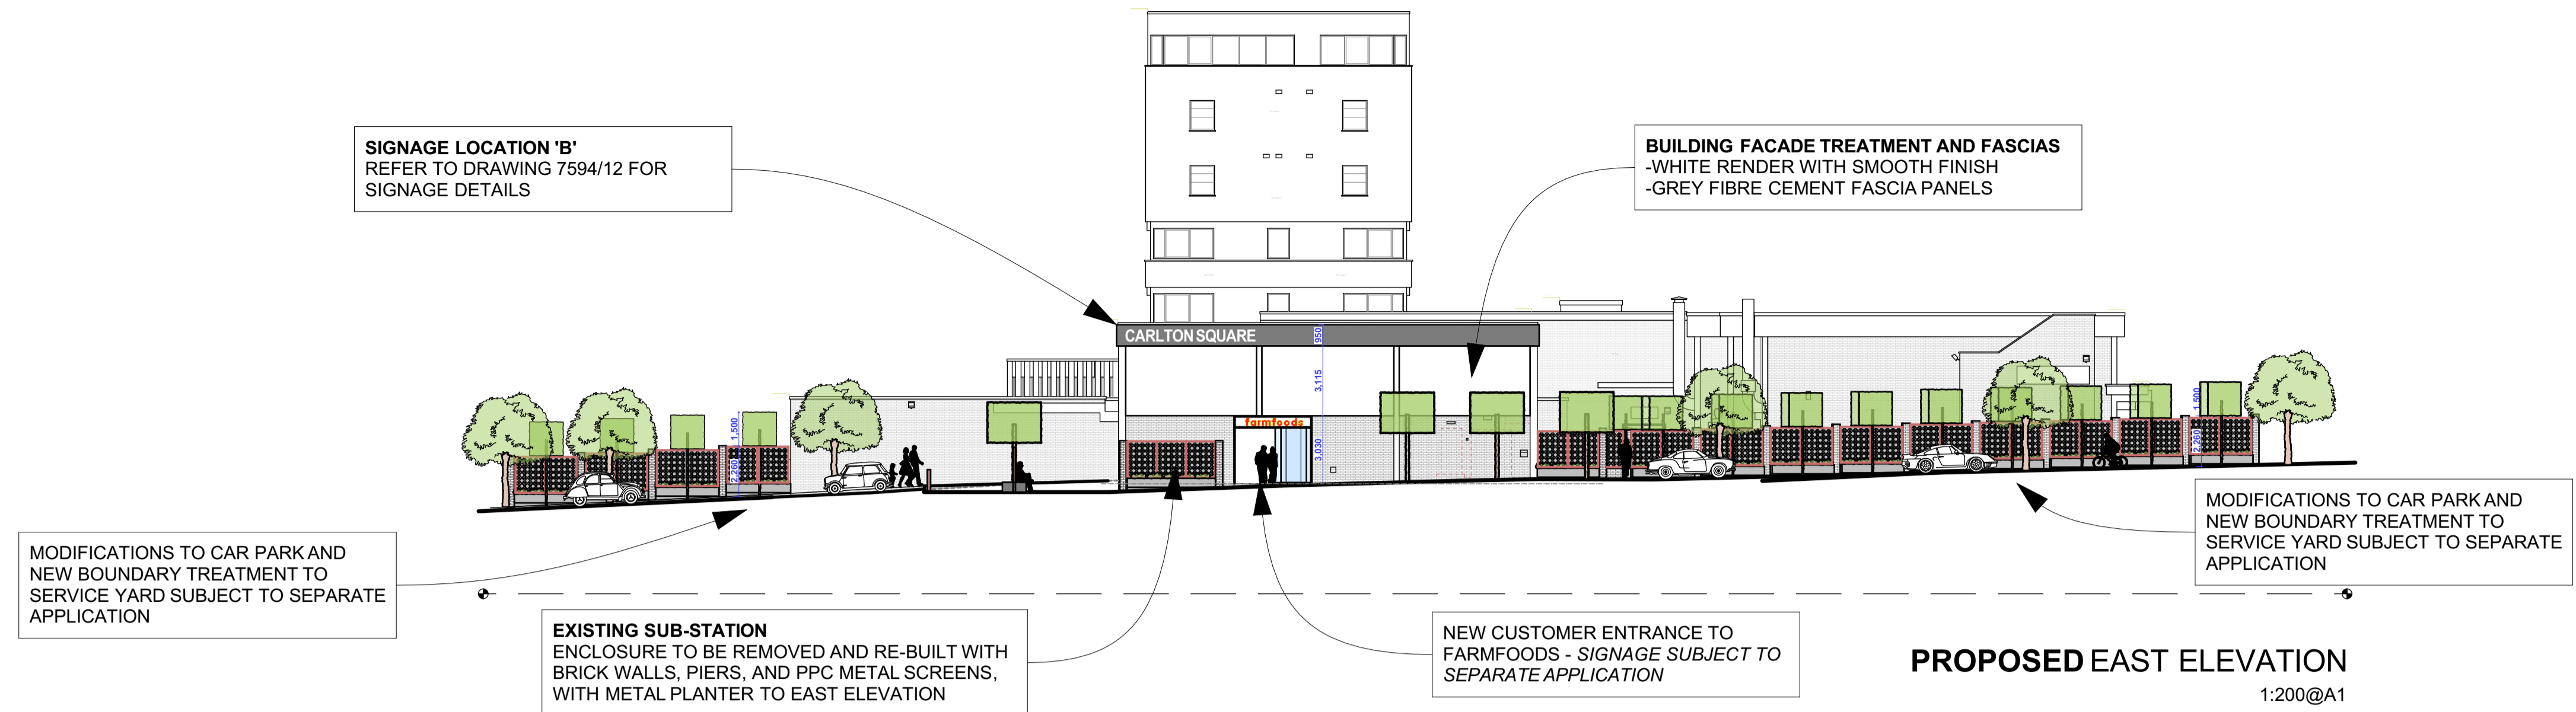 SIGNAGE LOCATION 'B'
REFER TO DRAWING 7594/12 FOR
SIGNAGE DETAILS
BUILDING FACADE TREATMENT AND FASCIAS
-WHITE RENDER WITH SMOOTH FINISH
-GREY FIBRE CEMENT FASCIA PANELS
CARLTON SQUARE
950
3,115
3,030
farmfoods
1,500
2,260
1,500
2,260
MODIFICATIONS TO CAR PARK AND
NEW BOUNDARY TREATMENT TO
SERVICE YARD SUBJECT TO SEPARATE
APPLICATION
MODIFICATIONS TO CAR PARK AND
NEW BOUNDARY TREATMENT TO
SERVICE YARD SUBJECT TO SEPARATE
APPLICATION
EXISTING SUB-STATION
ENCLOSURE TO BE REMOVED AND RE-BUILT WITH
BRICK WALLS, PIERS, AND PPC METAL SCREENS,
WITH METAL PLANTER TO EAST ELEVATION
NEW CUSTOMER ENTRANCE TO
FARMFOODS - SIGNAGE SUBJECT TO
SEPARATE APPLICATION
PROPOSED EAST ELEVATION
1:200@A1